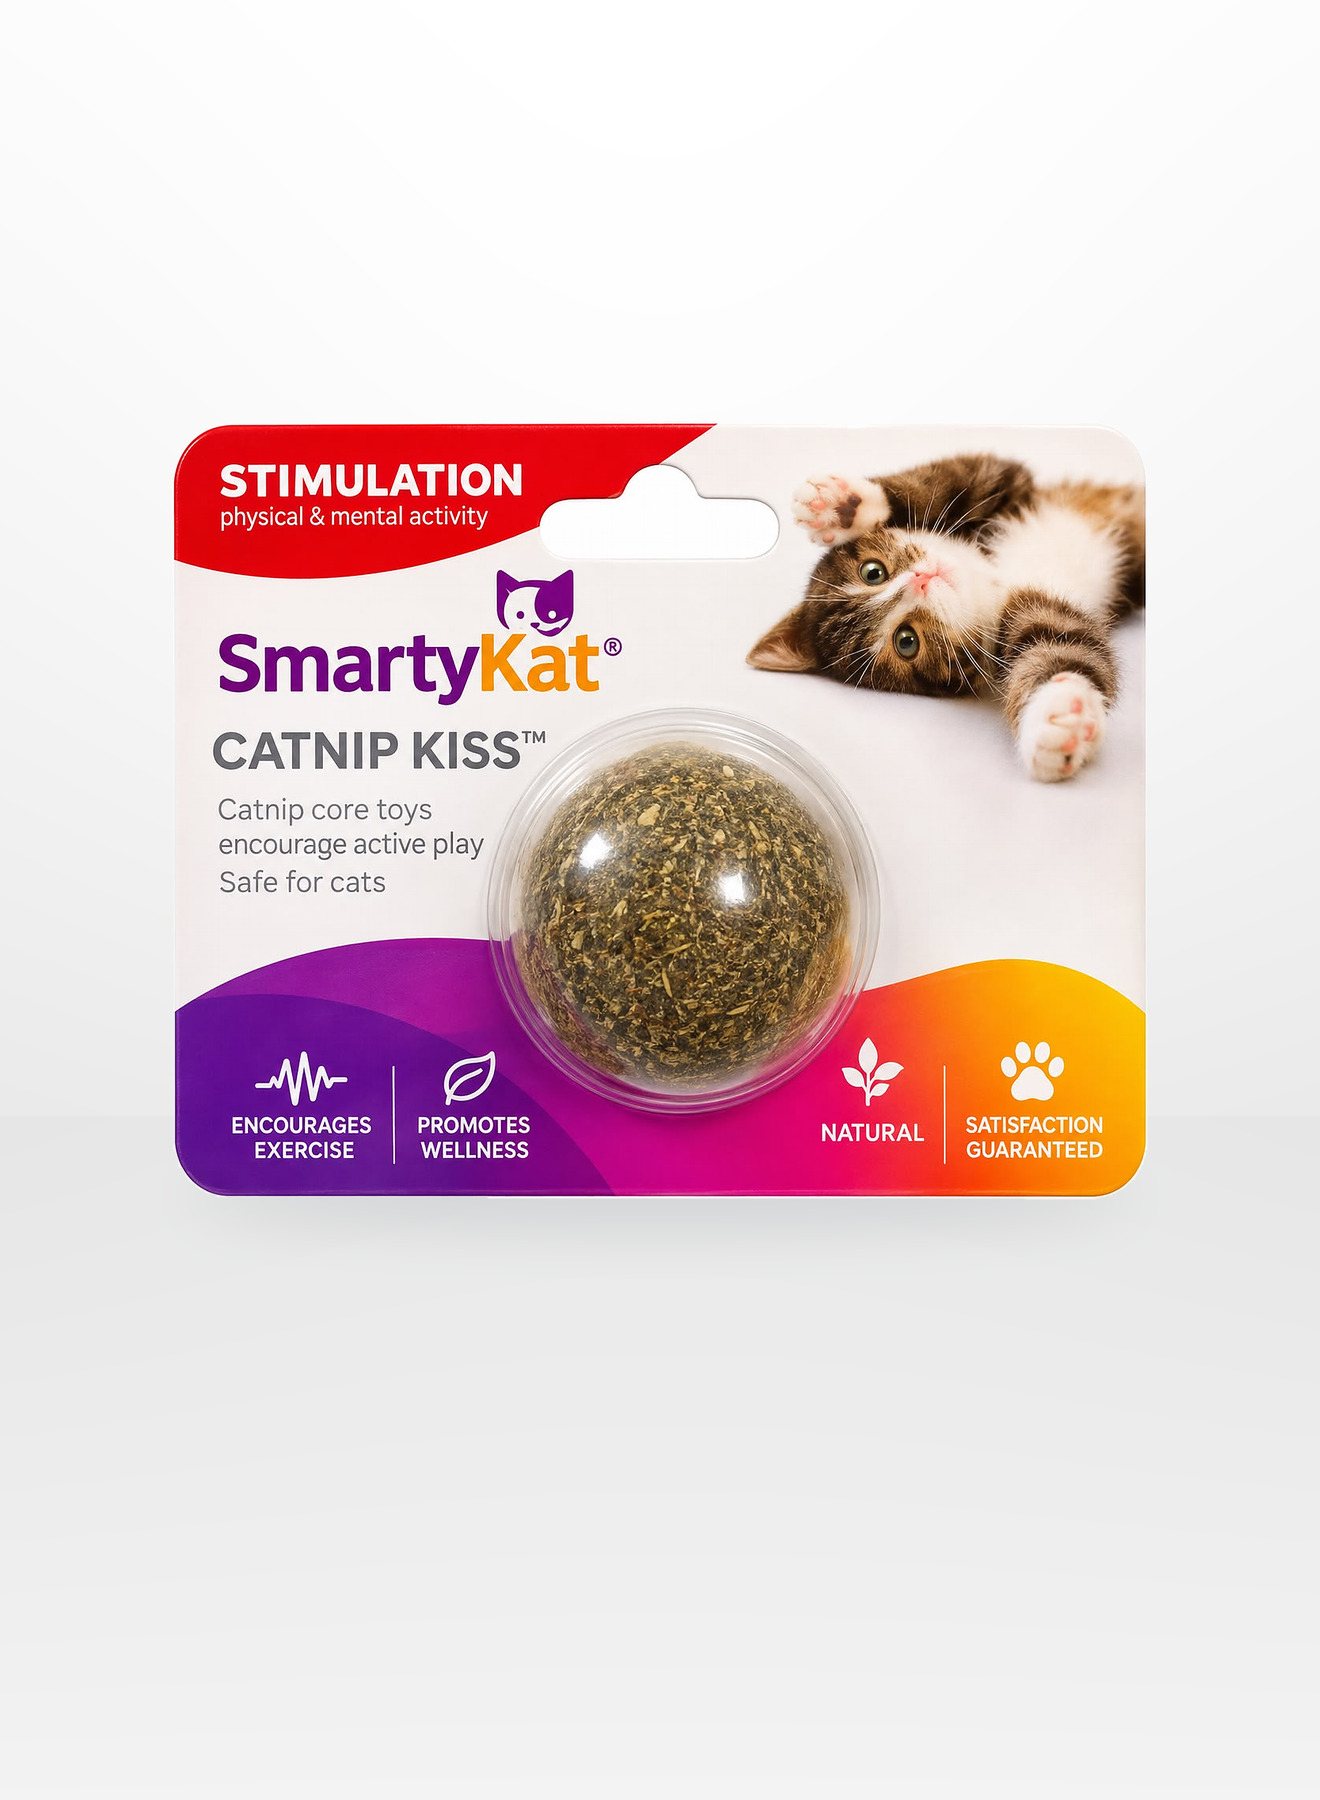 STIMULATION
physical & mental activity
SmartyKat®
CATNIP KISS™
Catnip core toys
encourage active play
Safe for cats
ENCOURAGES
EXERCISE
PROMOTES
WELLNESS
NATURAL
SATISFACTION
GUARANTEED